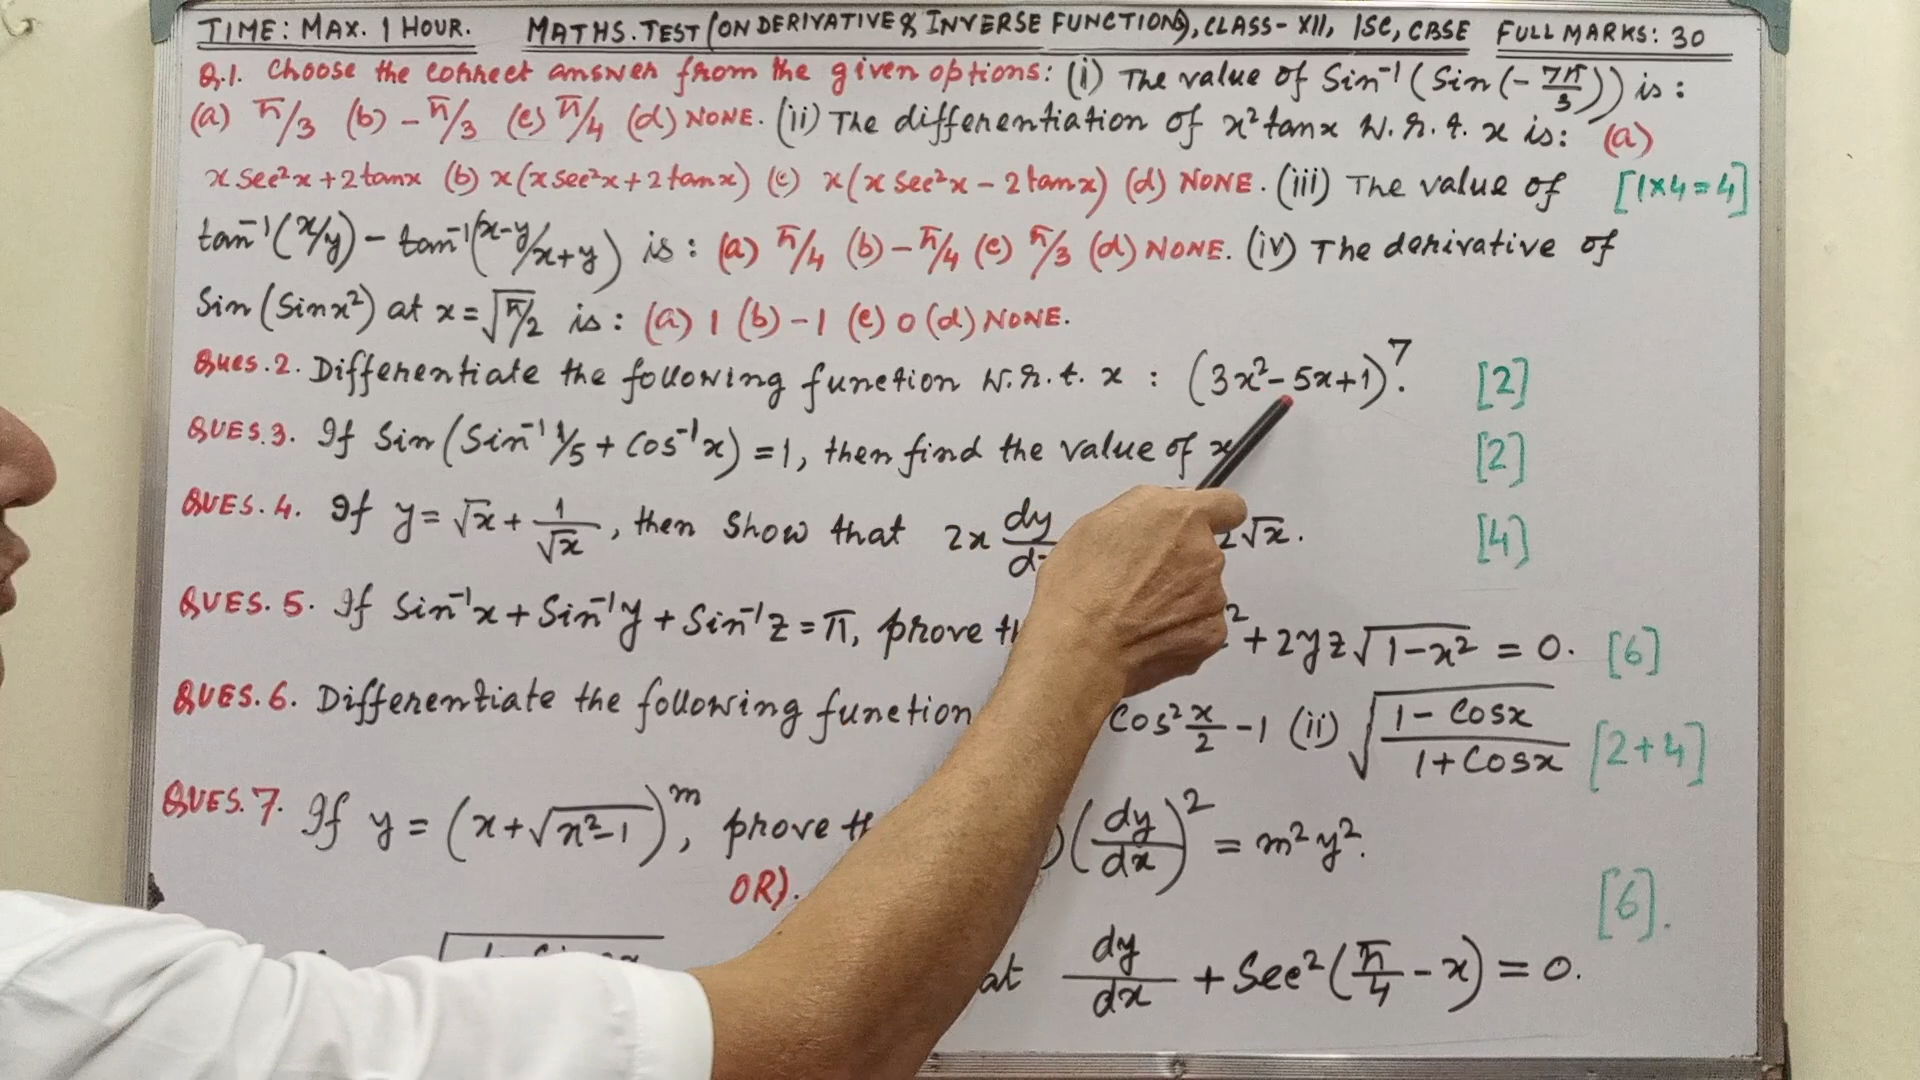 TIME: MAX. 1 HOUR. MATHS. TEST (ON DERIVATIVE & INVERSE FUNCTIONS), CLASS- XII, ISC, CBSE FULL MARKS: 30
Q.1. Choose the correct answer from the given options: (i) The value of Sin⁻¹(Sin(-7π/3)) is:
(a) π/3 (b) -π/3 (c) π/4 (d) NONE. (ii) The differentiation of x²tanx W.r.t. x is: (a)
x sec²x+2tanx (b) x(x sec²x+2tanx) (c) x(x sec²x - 2tanx) (d) NONE. (iii) The value of [1×4=4]
tan⁻¹(x/y) - tan⁻¹(x-y/x+y) is: (a) π/4 (b) -π/4 (c) π/3 (d) NONE. (iv) The derivative of
Sin(Sinx²) at x=√π/2 is: (a) 1 (b) -1 (c) 0 (d) NONE.
Ques.2. Differentiate the following function W.r.t. x : (3x²-5x+1)⁷. [2]
QUES.3. If Sin(Sin⁻¹ 1/5 + Cos⁻¹x) = 1, then find the value of x [2]
QUES.4. If y= √x + 1/√x, then show that 2x dy/d 2√x. [4]
QUES.5. If Sin⁻¹x + Sin⁻¹y + Sin⁻¹z = π, prove ² + 2yz√1-x² = 0. [6]
QUES.6. Differentiate the following function Cos² x/2 -1 (ii) √1-Cosx/1+Cosx [2+4]
QUES.7. If y = (x+√x²-1)ᵐ, prove )(dy/dx)² = m²y².
OR). [6].
at dy/dx + Sec²(π/4 - x) = 0.